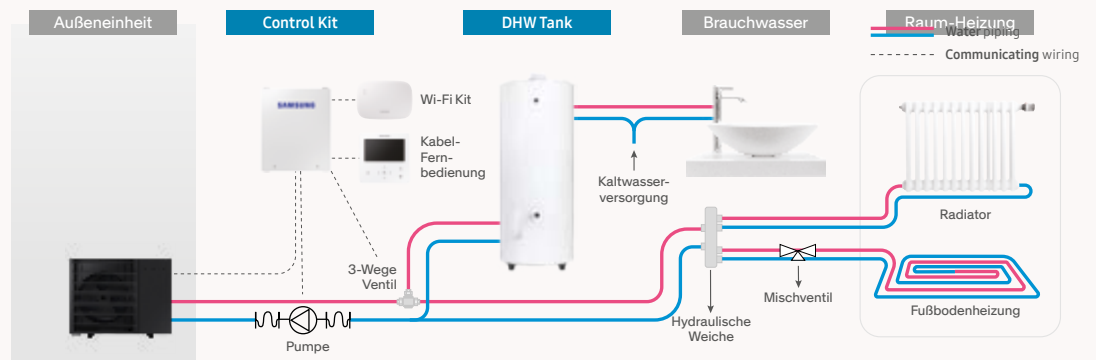 Außeneinheit
Control Kit
DHW Tank
Brauchwasser
Raum-Heizung
Water piping
Communicating wiring
SAMSUNG
Wi-Fi Kit
Kabel-
Fern-
bedienung
Kaltwasser-
versorgung
Radiator
3-Wege
Ventil
Mischventil
Fußbodenheizung
Hydraulische
Weiche
Pumpe